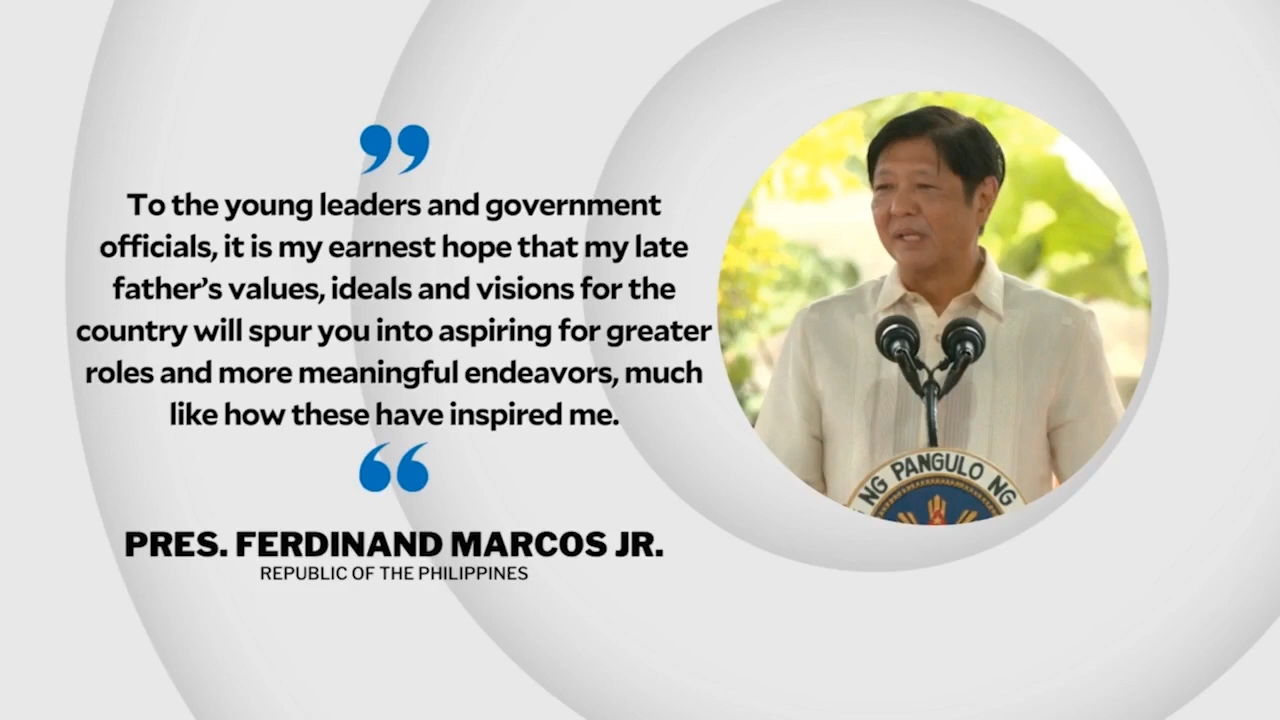 ”
To the young leaders and government
officials, it is my earnest hope that my late
father’s values, ideals and visions for the
country will spur you into aspiring for greater
roles and more meaningful endeavors, much
like how these have inspired me.
“
PRES. FERDINAND MARCOS JR.
REPUBLIC OF THE PHILIPPINES
NG PANGULO NG